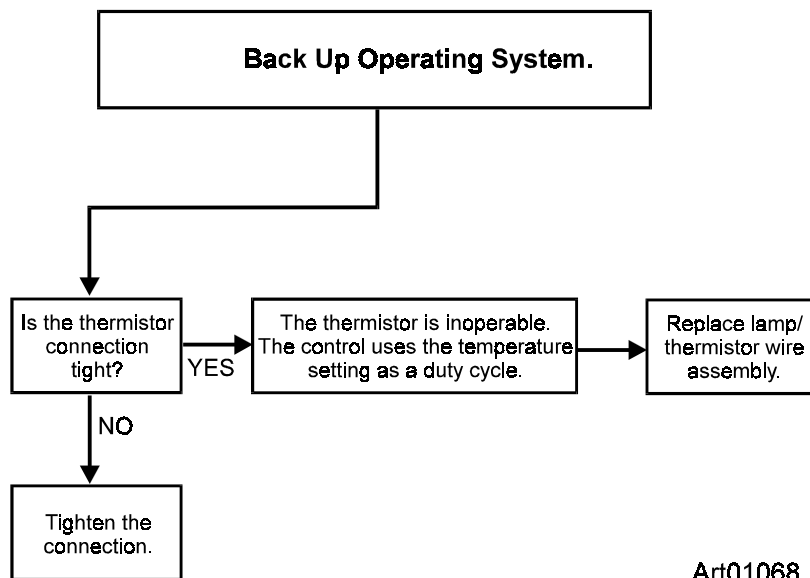 Back Up Operating System.
Is the thermistor
connection
tight?
YES
The thermistor is inoperable.
The control uses the temperature
setting as a duty cycle.
Replace lamp/
thermistor wire
assembly.
NO
Tighten the
connection.
Art01068